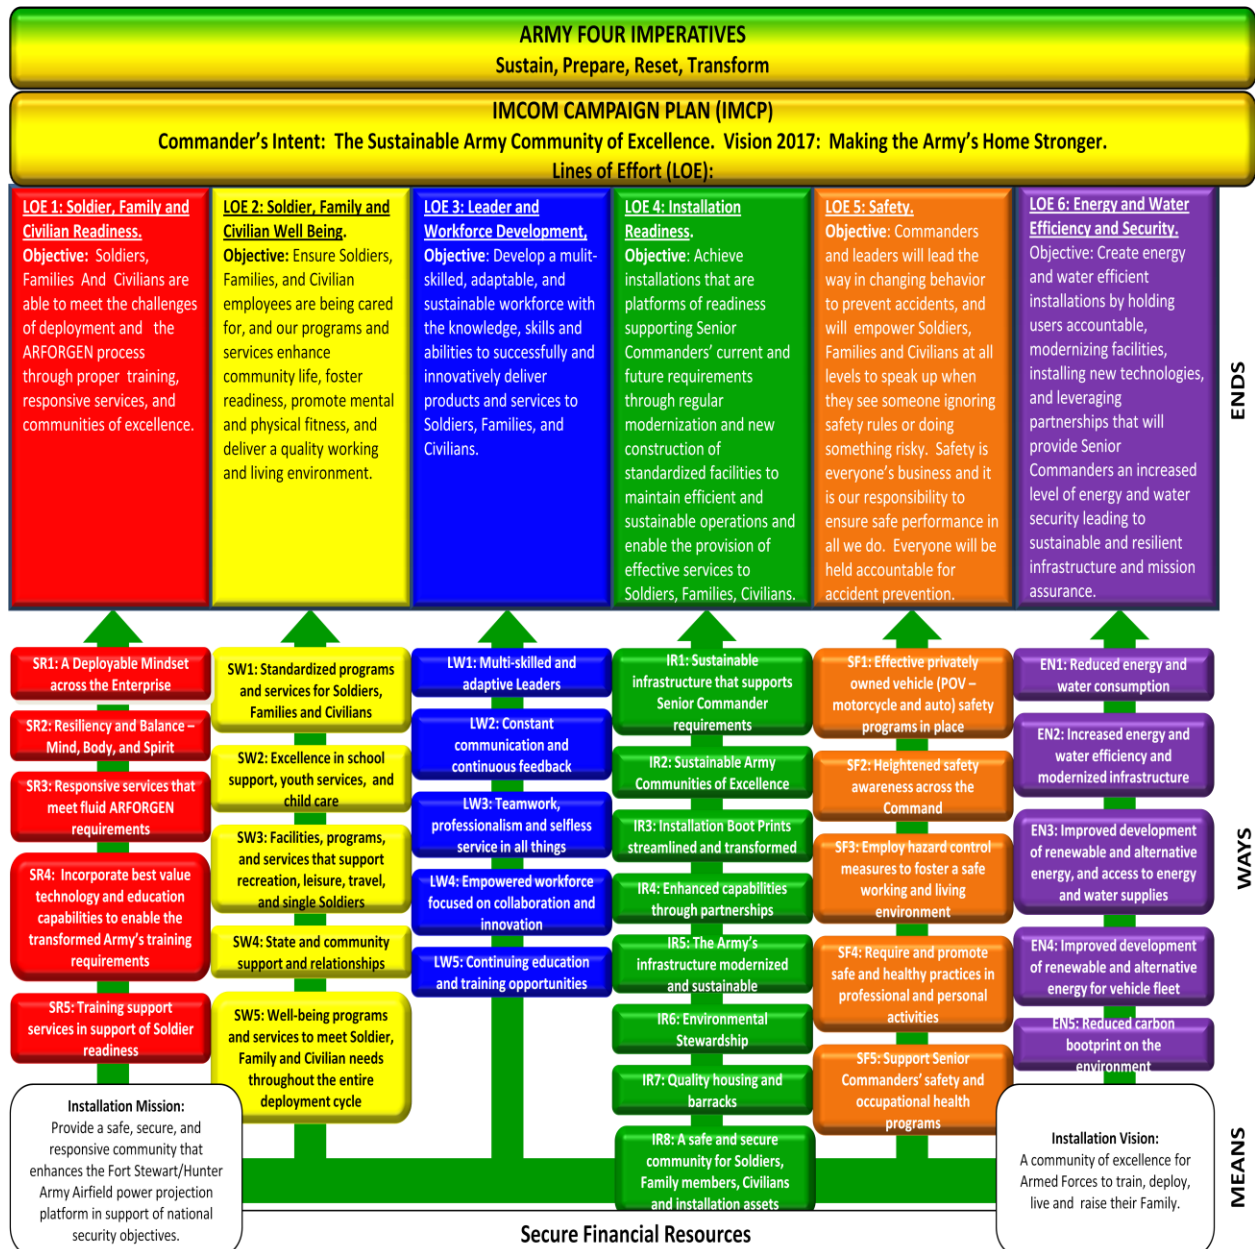 ARMY FOUR IMPERATIVES
Sustain, Prepare, Reset, Transform
IMCOM CAMPAIGN PLAN (IMCP)
Commander's Intent: The Sustainable Army Community of Excellence. Vision 2017: Making the Army's Home Stronger.
Lines of Effort (LOE):
LOE 1: Soldier, Family and
Civilian Readiness.
Objective: Soldiers,
Families And Civilians are
able to meet the challenges
of deployment and the
ARFORGEN process
through proper training,
responsive services, and
communities of excellence.
LOE 2: Soldier, Family and
Civilian Well Being.
Objective: Ensure Soldiers,
Families, and Civilian
employees are being cared
for, and our programs and
services enhance
community life, foster
readiness, promote mental
and physical fitness, and
deliver a quality working
and living environment.
LOE 3: Leader and
Workforce Development,
Objective: Develop a mulit-
skilled, adaptable, and
sustainable workforce with
the knowledge, skills and
abilities to successfully and
innovatively deliver
products and services to
Soldiers, Families, and
Civilians.
LOE 4: Installation
Readiness.
Objective: Achieve
installations that are
platforms of readiness
supporting Senior
Commanders' current and
future requirements
through regular
modernization and new
construction of
standardized facilities to
maintain efficient and
sustainable operations and
enable the provision of
effective services to
Soldiers, Families, Civilians.
LOE 5: Safety.
Objective: Commanders
and leaders will lead the
way in changing behavior
to prevent accidents, and
will empower Soldiers,
Families and Civilians at all
levels to speak up when
they see someone ignoring
safety rules or doing
something risky. Safety is
everyone's business and it
is our responsibility to
ensure safe performance in
all we do. Everyone will be
held accountable for
accident prevention.
LOE 6: Energy and Water
Efficiency and Security.
Objective: Create energy
and water efficient
installations by holding
users accountable,
modernizing facilities,
installing new technologies,
and leveraging
partnerships that will
provide Senior
Commanders an increased
level of energy and water
security leading to
sustainable and resilient
infrastructure and mission
assurance.
ENDS
SR1: A Deployable Mindset
across the Enterprise
SR2: Resiliency and Balance –
Mind, Body, and Spirit
SR3: Responsive services that
meet fluid ARFORGEN
requirements
SR4: Incorporate best value
technology and education
capabilities to enable the
transformed Army's training
requirements
SR5: Training support
services in support of Soldier
readiness
SW1: Standardized programs
and services for Soldiers,
Families and Civilians
SW2: Excellence in school
support, youth services, and
child care
SW3: Facilities, programs,
and services that support
recreation, leisure, travel,
and single Soldiers
SW4: State and community
support and relationships
SW5: Well-being programs
and services to meet Soldier,
Family and Civilian needs
throughout the entire
deployment cycle
LW1: Multi-skilled and
adaptive Leaders
LW2: Constant
communication and
continuous feedback
LW3: Teamwork,
professionalism and selfless
service in all things
LW4: Empowered workforce
focused on collaboration and
innovation
LW5: Continuing education
and training opportunities
IR1: Sustainable
infrastructure that supports
Senior Commander
requirements
IR2: Sustainable Army
Communities of Excellence
IR3: Installation Boot Prints
streamlined and transformed
IR4: Enhanced capabilities
through partnerships
IR5: The Army's
infrastructure modernized
and sustainable
IR6: Environmental
Stewardship
IR7: Quality housing and
barracks
IR8: A safe and secure
community for Soldiers,
Family members, Civilians
and installation assets
SF1: Effective privately
owned vehicle (POV –
motorcycle and auto) safety
programs in place
SF2: Heightened safety
awareness across the
Command
SF3: Employ hazard control
measures to foster a safe
working and living
environment
SF4: Require and promote
safe and healthy practices in
professional and personal
activities
SF5: Support Senior
Commanders' safety and
occupational health
programs
EN1: Reduced energy and
water consumption
EN2: Increased energy and
water efficiency and
modernized infrastructure
EN3: Improved development
of renewable and alternative
energy, and access to energy
and water supplies
EN4: Improved development
of renewable and alternative
energy for vehicle fleet
EN5: Reduced carbon
bootprint on the
environment
WAYS
Installation Mission:
Provide a safe, secure, and
responsive community that
enhances the Fort Stewart/Hunter
Army Airfield power projection
platform in support of national
security objectives.
Secure Financial Resources
Installation Vision:
A community of excellence for
Armed Forces to train, deploy,
live and raise their Family.
MEANS